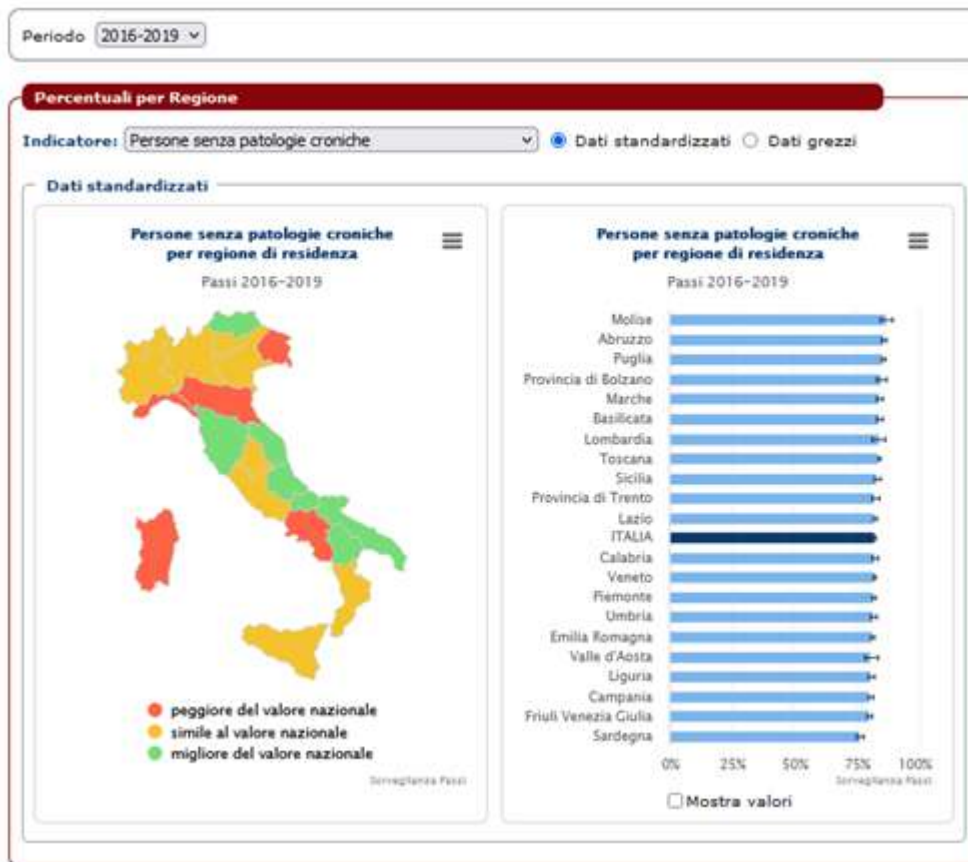 Periodo 2016-2019
Percentuali per Regione
Indicatore: Persone senza patologie croniche Dati standardizzati Dati grezzi
Dati standardizzati
Persone senza patologie croniche
per regione di residenza
Passi 2016-2019
peggiore del valore nazionale
simile al valore nazionale
migliore del valore nazionale
Sorveglianza Passi
Persone senza patologie croniche
per regione di residenza
Passi 2016-2019
Molise
Abruzzo
Puglia
Provincia di Bolzano
Marche
Basilicata
Lombardia
Toscana
Sicilia
Provincia di Trento
Lazio
ITALIA
Calabria
Veneto
Piemonte
Umbria
Emilia Romagna
Valle d'Aosta
Liguria
Campania
Friuli Venezia Giulia
Sardegna
0% 25% 50% 75% 100%
Sorveglianza Passi
Mostra valori